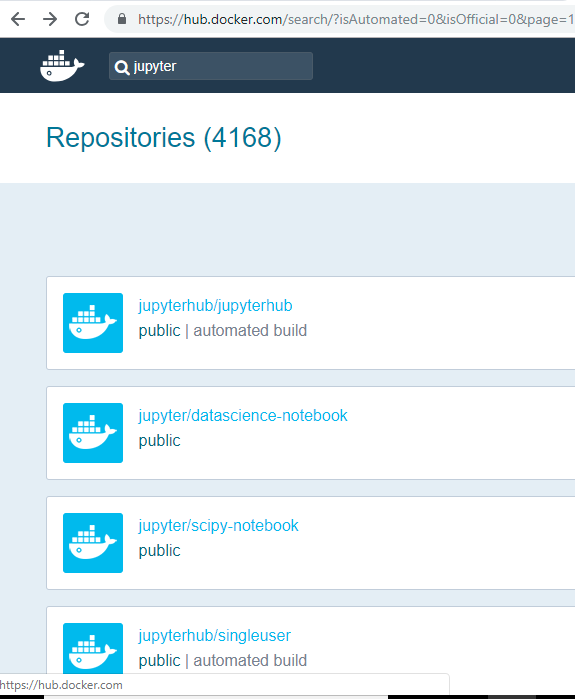 https://hub.docker.com/search/?isAutomated=0&isOfficial=0&page=1
jupyter
Repositories (4168)
jupyterhub/jupyterhub
public | automated build
jupyter/datascience-notebook
public
jupyter/scipy-notebook
public
jupyterhub/singleuser
public | automated build
https://hub.docker.com